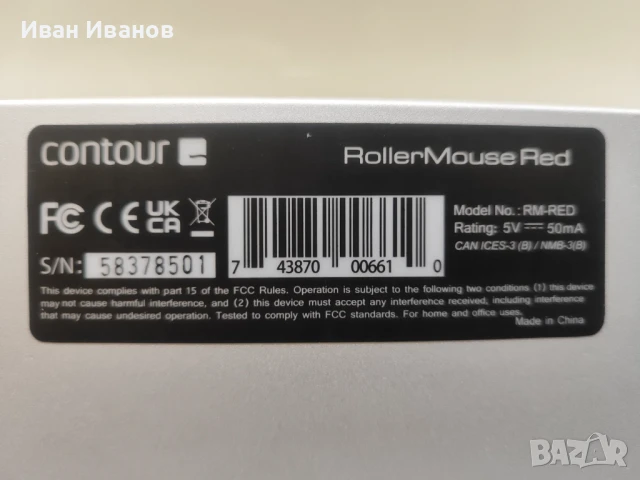 Иван Иванов
contour
RollerMouse Red
FC CE UK CA
Model No.: RM-RED
Rating: 5V 50mA
CAN ICES-3 (B) / NMB-3(B)
S/N: 58378501
7 43870 00661 0
This device complies with part 15 of the FCC Rules. Operation is subject to the following two conditions (1) this device
may not cause harmful interference, and (2) this device must accept any interference received, including interference
that may cause undesired operation. Tested to comply with FCC standards. For home and office uses.
Made in China
BAZAR